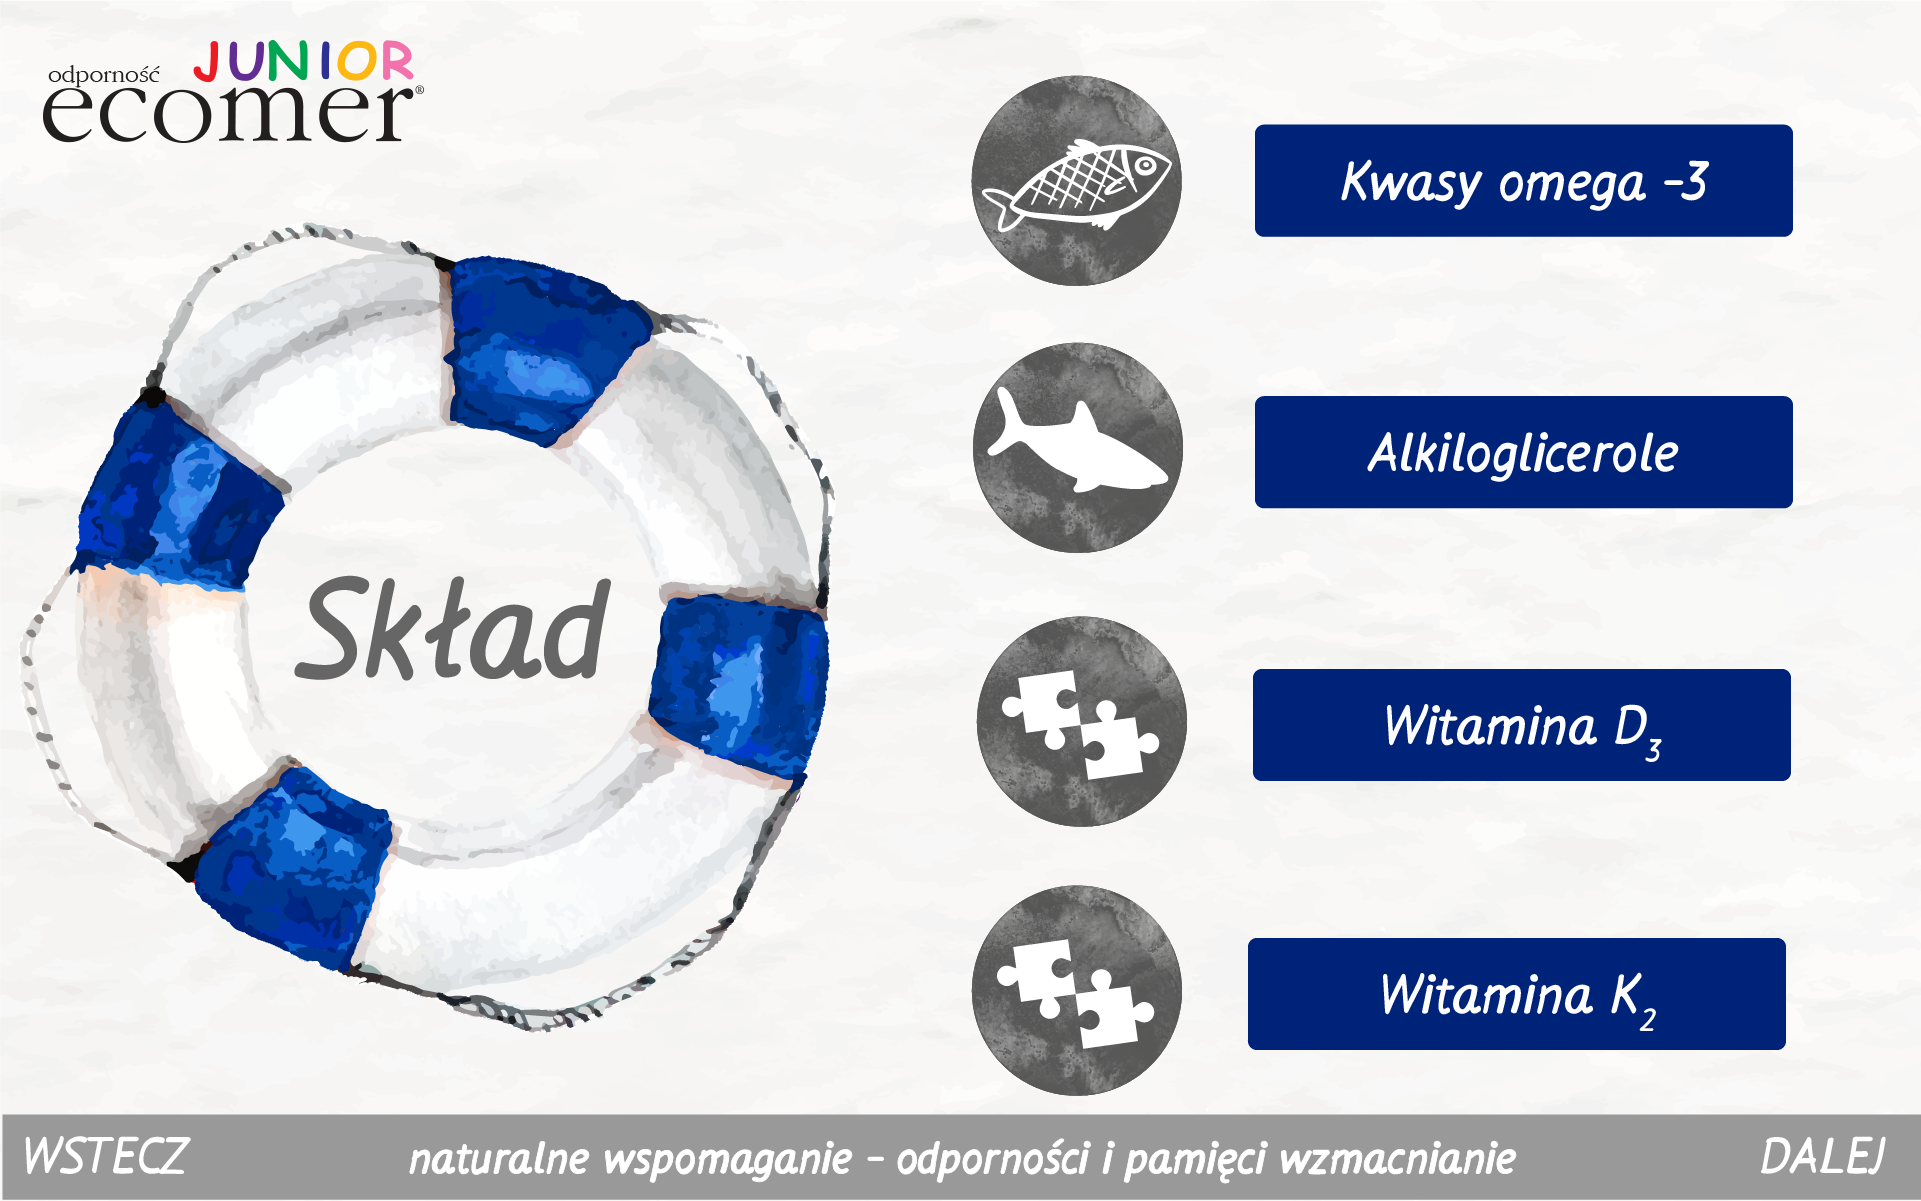 JUNIOR
odporność
ecomer®
Skład
Kwasy omega -3
Alkiloglicerole
Witamina D3
Witamina K2
WSTECZ
naturalne wspomaganie - odporności i pamięci wzmacnianie
DALEJ